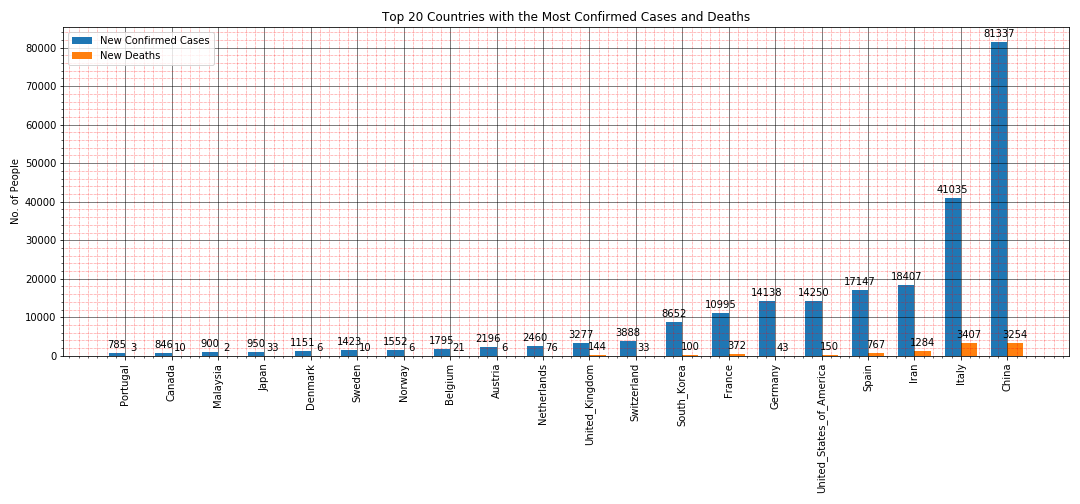 Top 20 Countries with the Most Confirmed Cases and Deaths
New Confirmed Cases
New Deaths
No. of People
80000
70000
60000
50000
40000
30000
20000
10000
0
785 3
846 10
900 2
950 33
1151 6
1423 10
1552 6
1795 21
2196 6
2460 76
3277 144
3888 33
8652 100
10995 372
14138 43
14250 150
17147 767
18407 1284
41035 3407
81337 3254
Portugal
Canada
Malaysia
Japan
Denmark
Sweden
Norway
Belgium
Austria
Netherlands
United_Kingdom
Switzerland
South_Korea
France
Germany
United_States_of_America
Spain
Iran
Italy
China